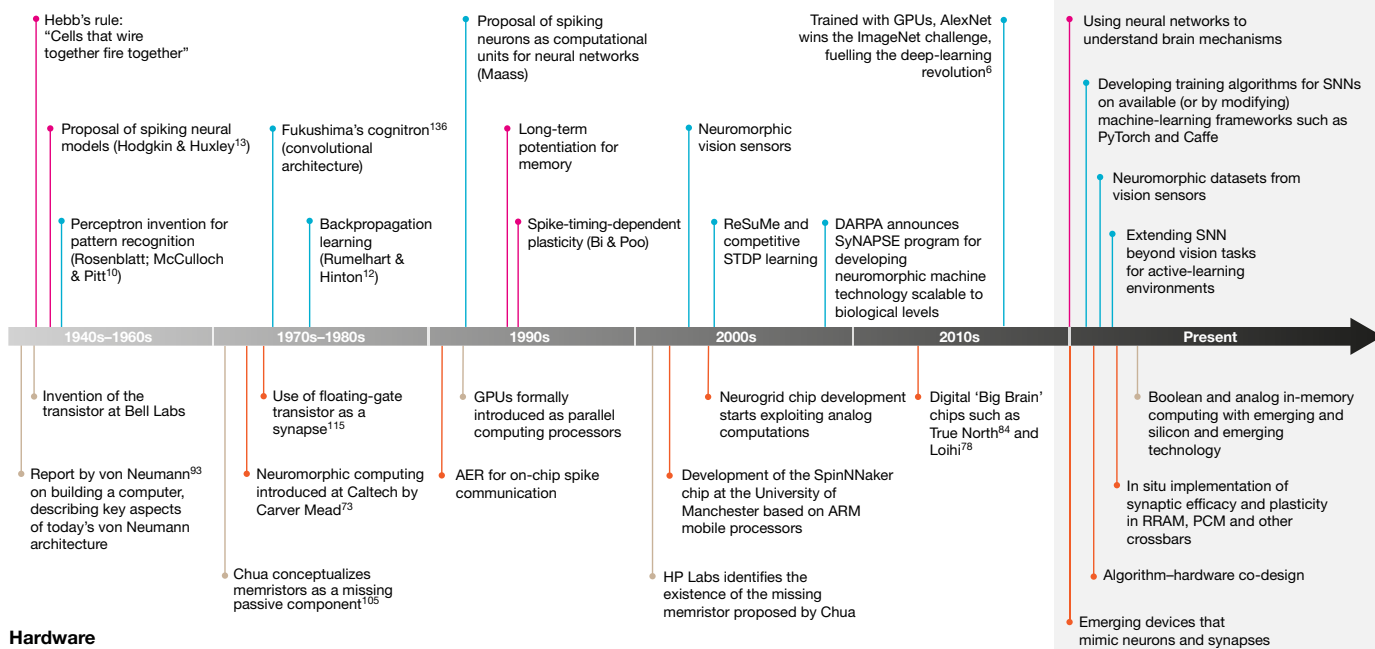 Hebb's rule:
“Cells that wire
together fire together”
Proposal of spiking
neurons as computational
units for neural networks
(Maass)
Trained with GPUs, AlexNet
wins the ImageNet challenge,
fuelling the deep-learning
revolution6
Using neural networks to
understand brain mechanisms
Developing training algorithms for SNNs
on available (or by modifying)
machine-learning frameworks such as
PyTorch and Caffe
Proposal of spiking neural
models (Hodgkin & Huxley13)
Fukushima's cognitron136
(convolutional
architecture)
Long-term
potentiation for
memory
Neuromorphic
vision sensors
Neuromorphic datasets from
vision sensors
Perceptron invention for
pattern recognition
(Rosenblatt; McCulloch
& Pitt10)
Backpropagation
learning
(Rumelhart &
Hinton12)
Spike-timing-dependent
plasticity (Bi & Poo)
ReSuMe and
competitive
STDP learning
DARPA announces
SyNAPSE program for
developing
neuromorphic machine
technology scalable to
biological levels
Extending SNN
beyond vision tasks
for active-learning
environments
1940s–1960s
1970s–1980s
1990s
2000s
2010s
Present
Invention of the
transistor at Bell Labs
Use of floating-gate
transistor as a
synapse115
GPUs formally
introduced as parallel
computing processors
Neurogrid chip development
starts exploiting analog
computations
Digital ‘Big Brain’
chips such as
True North84 and
Loihi78
Boolean and analog in-memory
computing with emerging and
silicon and emerging
technology
Report by von Neumann93
on building a computer,
describing key aspects
of today's von Neumann
architecture
Neuromorphic computing
introduced at Caltech by
Carver Mead73
AER for on-chip spike
communication
Development of the SpinNNaker
chip at the University of
Manchester based on ARM
mobile processors
In situ implementation of
synaptic efficacy and plasticity
in RRAM, PCM and other
crossbars
Chua conceptualizes
memristors as a missing
passive component105
HP Labs identifies the
existence of the missing
memristor proposed by Chua
Algorithm–hardware co-design
Emerging devices that
mimic neurons and synapses
Hardware